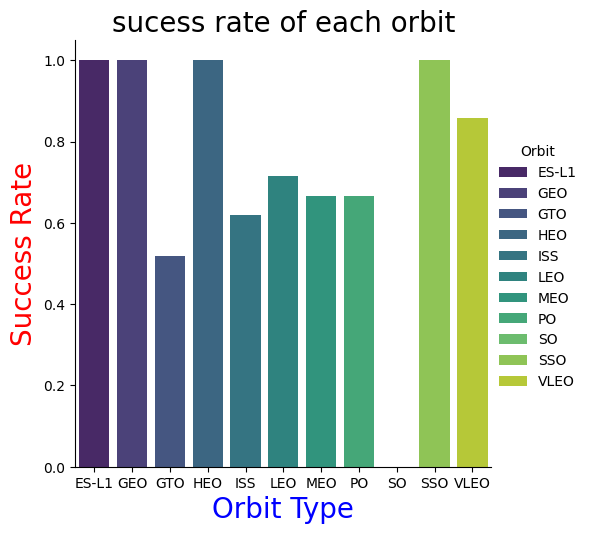 sucess rate of each orbit
Success Rate
1.0
0.8
0.6
0.4
0.2
0.0
ES-L1 GEO GTO HEO ISS LEO MEO PO SO SSO VLEO
Orbit Type
Orbit
ES-L1
GEO
GTO
HEO
ISS
LEO
MEO
PO
SO
SSO
VLEO